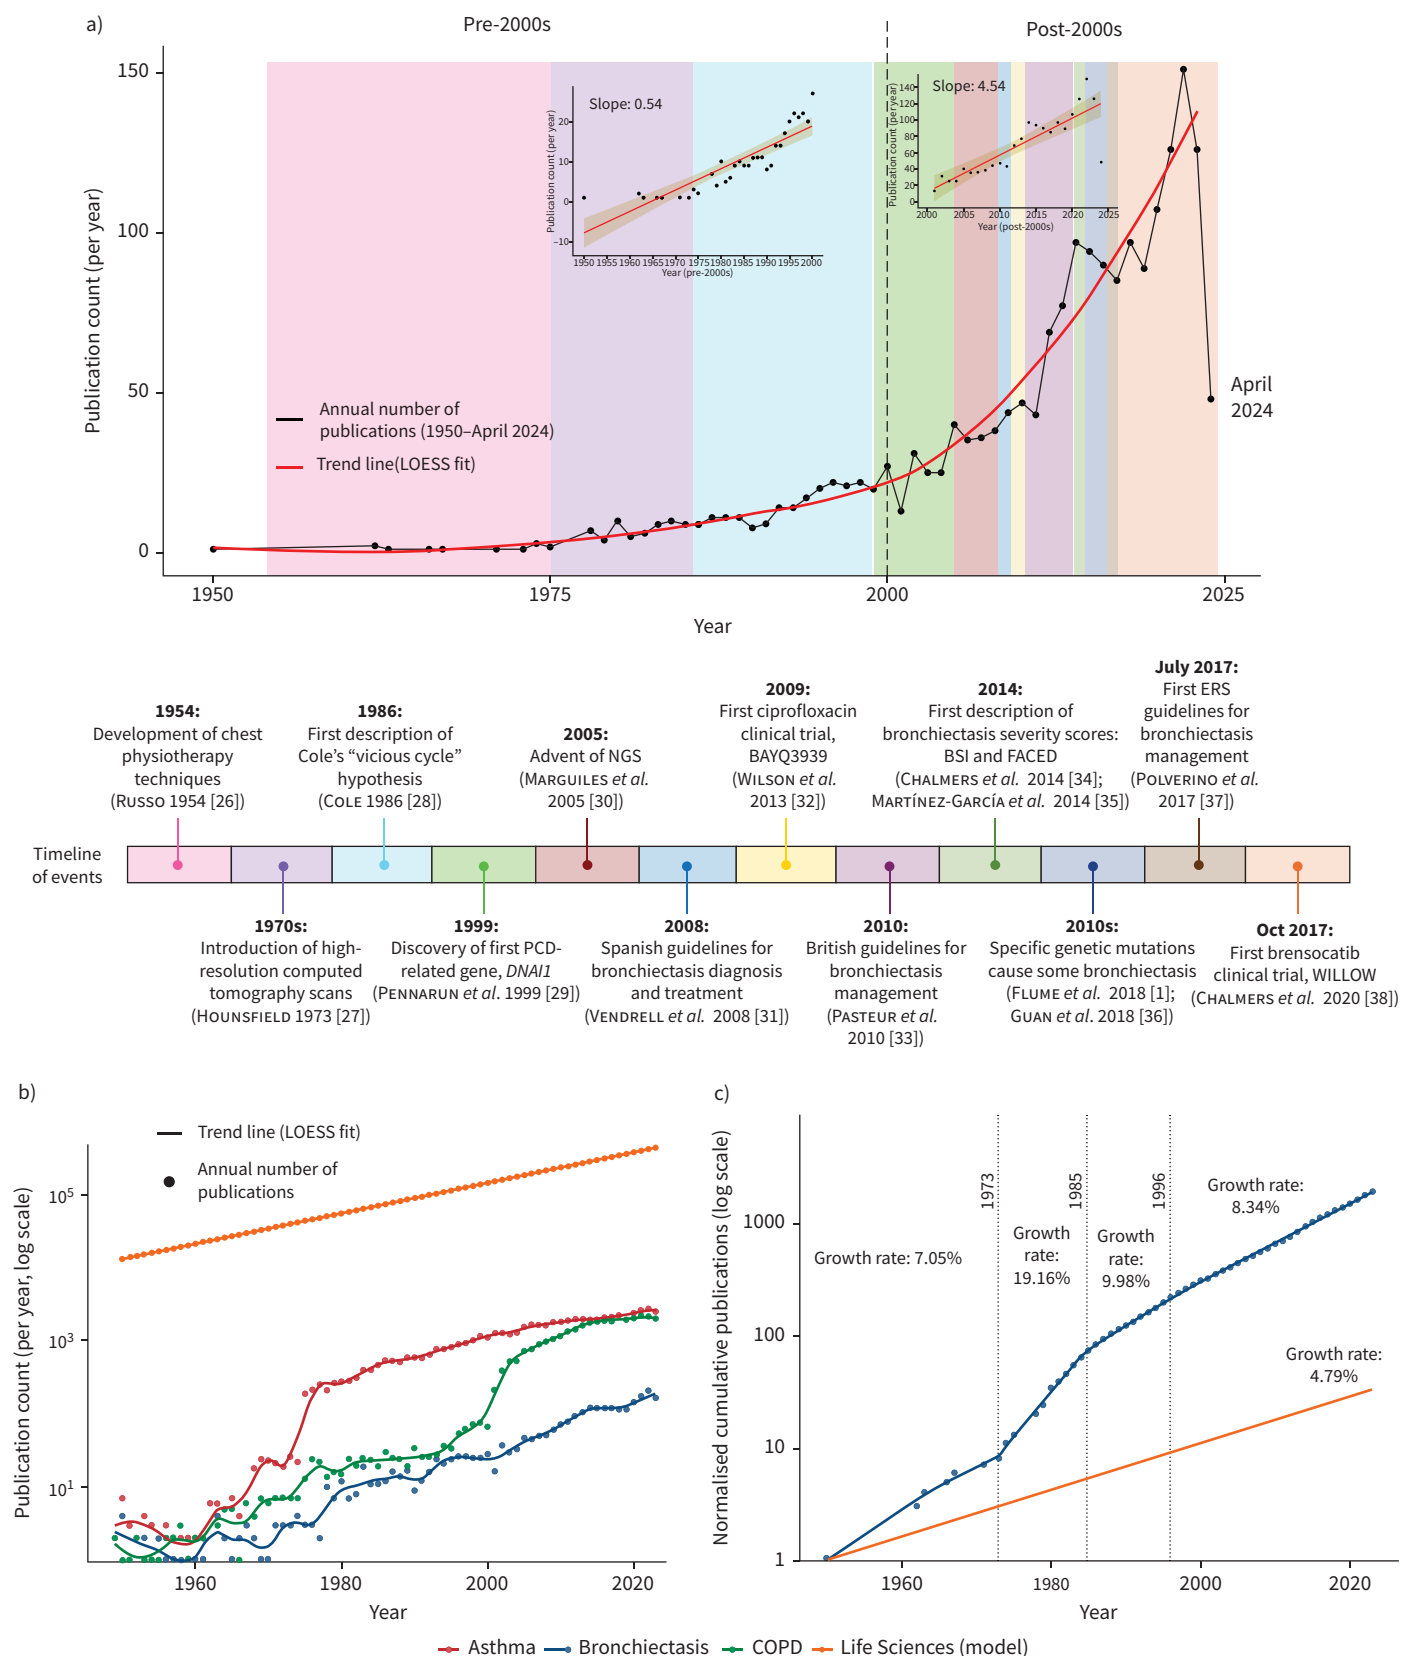 a)
Pre-2000s
Post-2000s
Publication count (per year)
150
100
50
0
1950
1975
2000
2025
Year
Annual number of
publications (1950–April 2024)
Trend line(LOESS fit)
April
2024
Slope: 0.54
Publication count (per year)
20
10
0
–10
1950 1955 1960 1965 1970 1975 1980 1985 1990 1995 2000
Year (pre-2000s)
Slope: 4.54
Publication count (per year)
140
120
100
80
60
40
20
0
2000 2005 2010 2015 2020 2025
Year (post-2000s)
Timeline
of events
1954:
Development of chest
physiotherapy
techniques
(Russo 1954 [26])
1970s:
Introduction of high-
resolution computed
tomography scans
(Hounsfield 1973 [27])
1986:
First description of
Cole's “vicious cycle”
hypothesis
(Cole 1986 [28])
1999:
Discovery of first PCD-
related gene, DNAI1
(Pennarun et al. 1999 [29])
2005:
Advent of NGS
(Marguiles et al.
2005 [30])
2008:
Spanish guidelines for
bronchiectasis diagnosis
and treatment
(Vendrell et al. 2008 [31])
2009:
First ciprofloxacin
clinical trial,
BAYQ3939
(Wilson et al.
2013 [32])
2010:
British guidelines for
bronchiectasis
management
(Pasteur et al.
2010 [33])
2014:
First description of
bronchiectasis severity scores:
BSI and FACED
(Chalmers et al. 2014 [34];
Martínez-García et al. 2014 [35])
2010s:
Specific genetic mutations
cause some bronchiectasis
(Flume et al. 2018 [1];
Guan et al. 2018 [36])
July 2017:
First ERS
guidelines for
bronchiectasis
management
(Polverino et al.
2017 [37])
Oct 2017:
First brensocatib
clinical trial, WILLOW
(Chalmers et al. 2020 [38])
b)
Trend line (LOESS fit)
Annual number of
publications
Publication count (per year, log scale)
10⁵
10³
10¹
1960
1980
2000
2020
Year
c)
Normalised cumulative publications (log scale)
1000
100
10
1
1973
1985
1996
Growth rate: 7.05%
Growth
rate:
19.16%
Growth
rate:
9.98%
Growth rate:
8.34%
Growth rate:
4.79%
1960
1980
2000
2020
Year
Asthma
Bronchiectasis
COPD
Life Sciences (model)